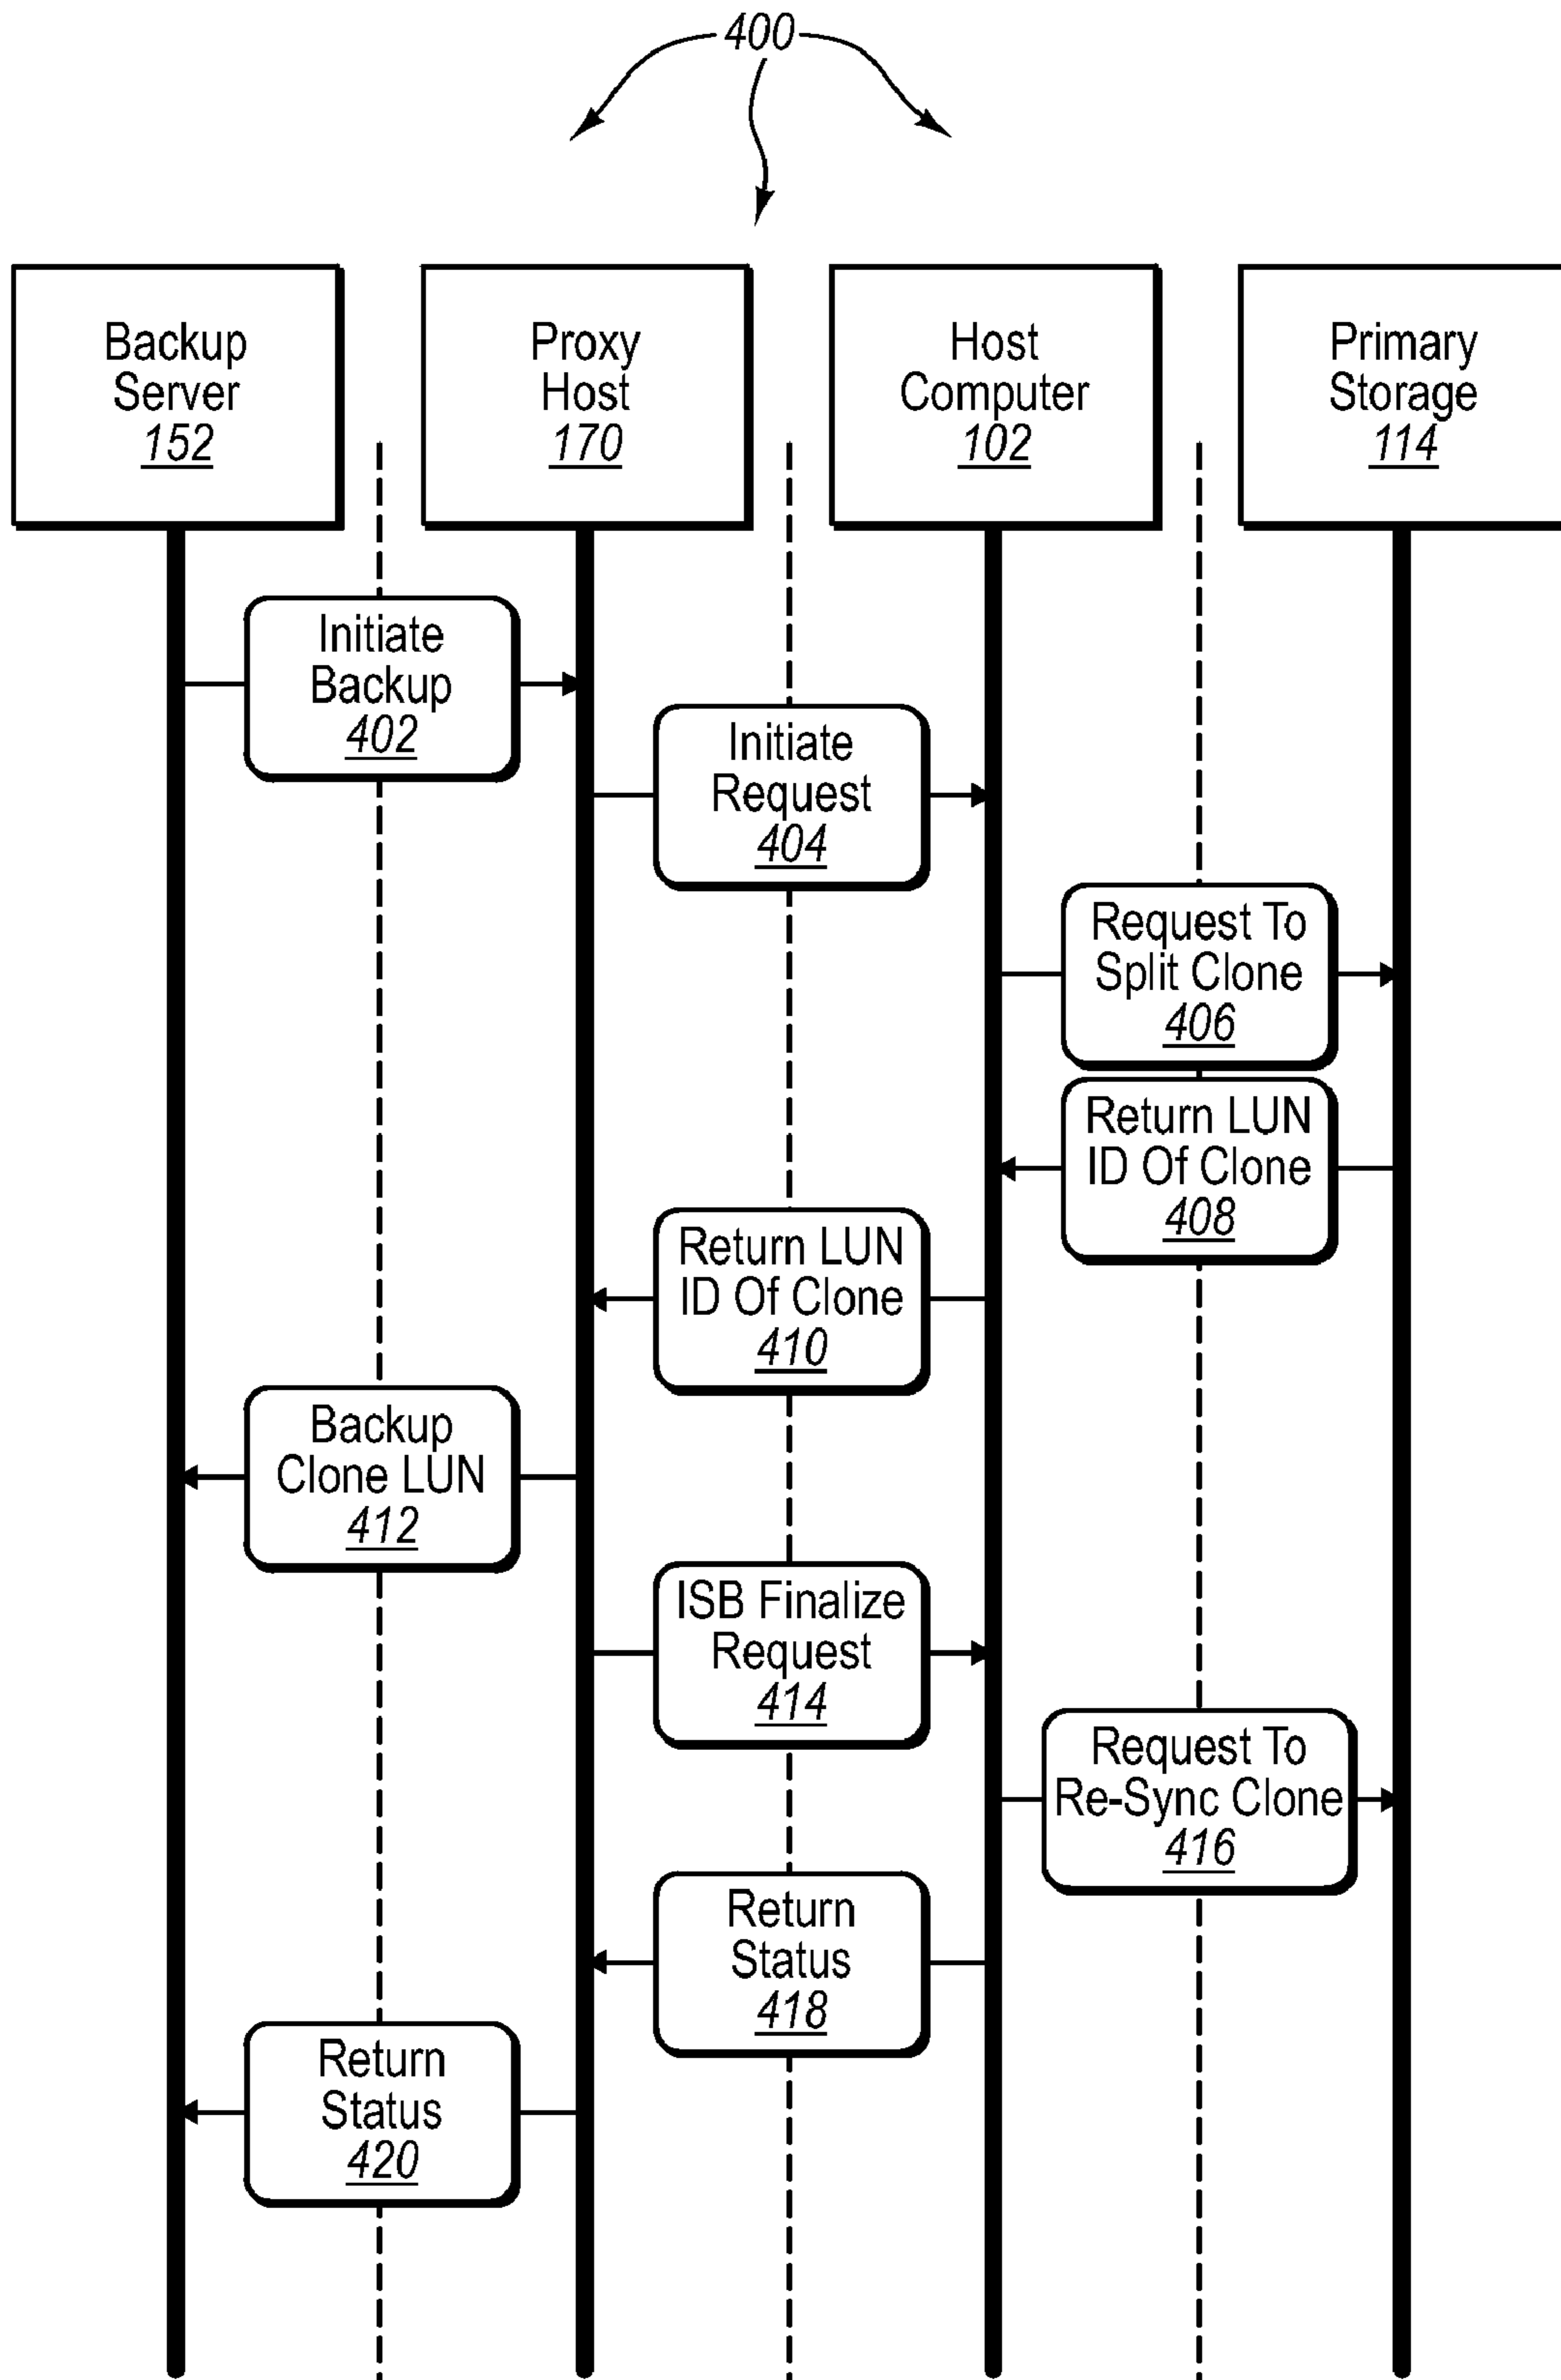 400
Backup
Server
152
Proxy
Host
170
Host
Computer
102
Primary
Storage
114
Initiate
Backup
402
Initiate
Request
404
Request To
Split Clone
406
Return LUN
ID Of Clone
408
Return LUN
ID Of Clone
410
Backup
Clone LUN
412
ISB Finalize
Request
414
Request To
Re-Sync Clone
416
Return
Status
418
Return
Status
420